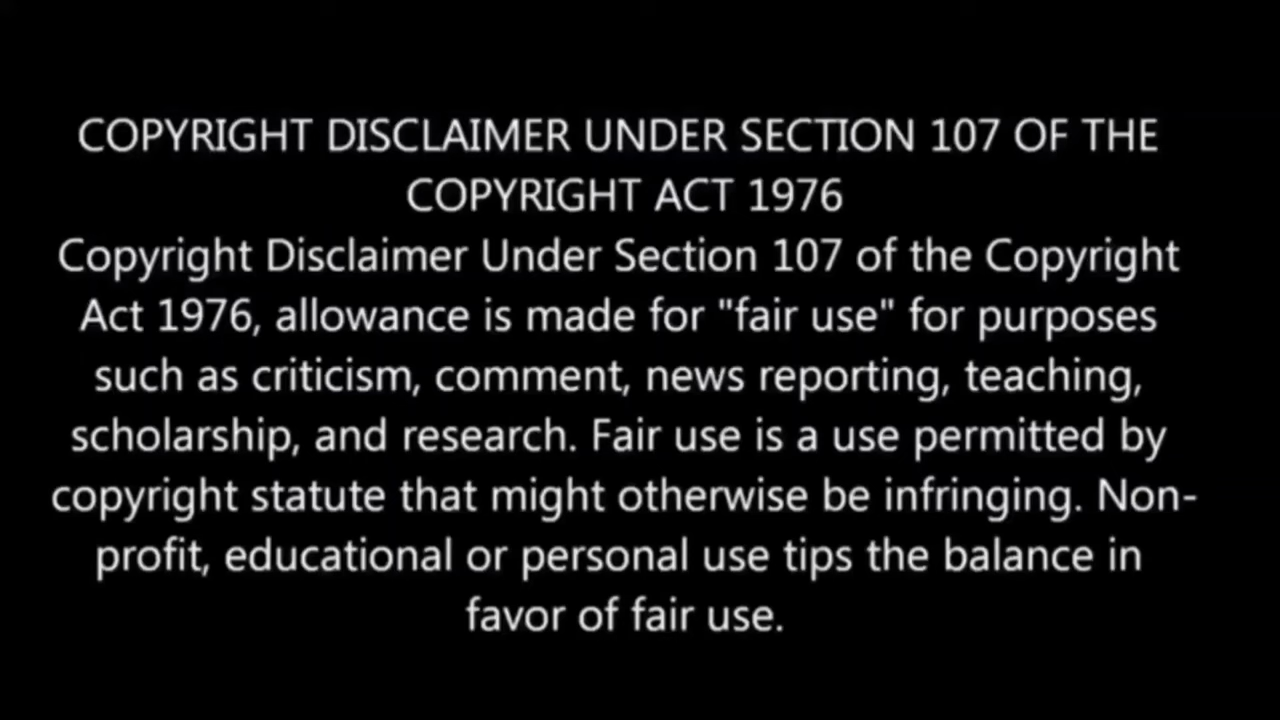 COPYRIGHT DISCLAIMER UNDER SECTION 107 OF THE
COPYRIGHT ACT 1976
Copyright Disclaimer Under Section 107 of the Copyright
Act 1976, allowance is made for "fair use" for purposes
such as criticism, comment, news reporting, teaching,
scholarship, and research. Fair use is a use permitted by
copyright statute that might otherwise be infringing. Non-
profit, educational or personal use tips the balance in
favor of fair use.